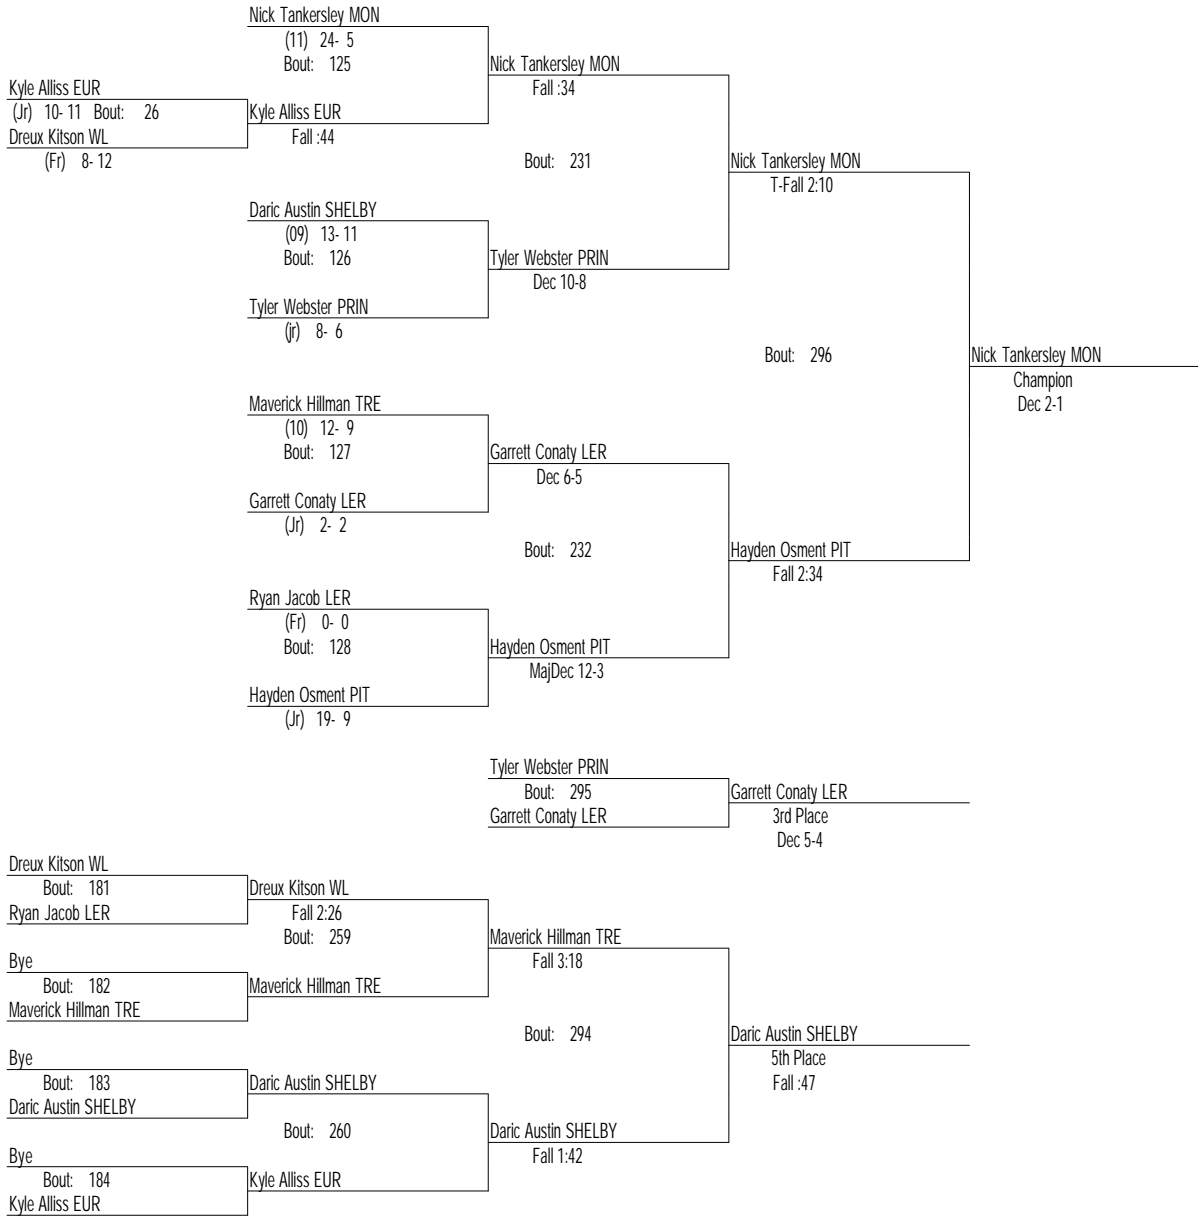 Nick Tankersley MON
(11) 24- 5
Bout: 125
Nick Tankersley MON
Fall :34
Kyle Alliss EUR
(Jr) 10- 11 Bout: 26
Kyle Alliss EUR
Fall :44
Dreux Kitson WL
(Fr) 8- 12
Bout: 231
Nick Tankersley MON
T-Fall 2:10
Daric Austin SHELBY
(09) 13- 11
Bout: 126
Tyler Webster PRIN
Dec 10-8
Tyler Webster PRIN
(jr) 8- 6
Bout: 296
Nick Tankersley MON
Champion
Dec 2-1
Maverick Hillman TRE
(10) 12- 9
Bout: 127
Garrett Conaty LER
Dec 6-5
Garrett Conaty LER
(Jr) 2- 2
Bout: 232
Hayden Osment PIT
Fall 2:34
Ryan Jacob LER
(Fr) 0- 0
Bout: 128
Hayden Osment PIT
MajDec 12-3
Hayden Osment PIT
(Jr) 19- 9
Tyler Webster PRIN
Bout: 295
Garrett Conaty LER
Garrett Conaty LER
3rd Place
Dec 5-4
Dreux Kitson WL
Bout: 181
Ryan Jacob LER
Dreux Kitson WL
Fall 2:26
Bout: 259
Maverick Hillman TRE
Fall 3:18
Bye
Bout: 182
Maverick Hillman TRE
Maverick Hillman TRE
Bout: 294
Daric Austin SHELBY
5th Place
Fall :47
Bye
Bout: 183
Daric Austin SHELBY
Daric Austin SHELBY
Bout: 260
Daric Austin SHELBY
Fall 1:42
Bye
Bout: 184
Kyle Alliss EUR
Kyle Alliss EUR